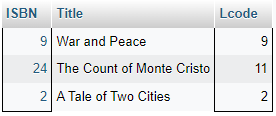 ISBN Title Lcode
9 War and Peace 9
24 The Count of Monte Cristo 11
2 A Tale of Two Cities 2